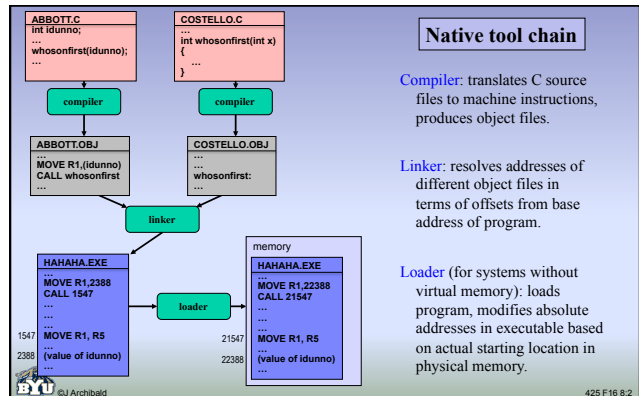 ABBOTT.C
int idunno;
…
whosonfirst(idunno);
…
COSTELLO.C
…
int whosonfirst(int x)
{
…
}
compiler
compiler
ABBOTT.OBJ
…
MOVE R1,(idunno)
CALL whosonfirst
…
COSTELLO.OBJ
…
…
whosonfirst:
…
linker
HAHAHA.EXE
…
MOVE R1,2388
CALL 1547
…
…
1547 MOVE R1, R5
…
2388 (value of idunno)
…
loader
memory
HAHAHA.EXE
…
MOVE R1,22388
CALL 21547
…
…
21547 MOVE R1, R5
…
22388 (value of idunno)
…
Native tool chain
Compiler: translates C source
files to machine instructions,
produces object files.
Linker: resolves addresses of
different object files in
terms of offsets from base
address of program.
Loader (for systems without
virtual memory): loads
program, modifies absolute
addresses in executable based
on actual starting location in
physical memory.
BYU ©J Archibald
425 F16 8:2